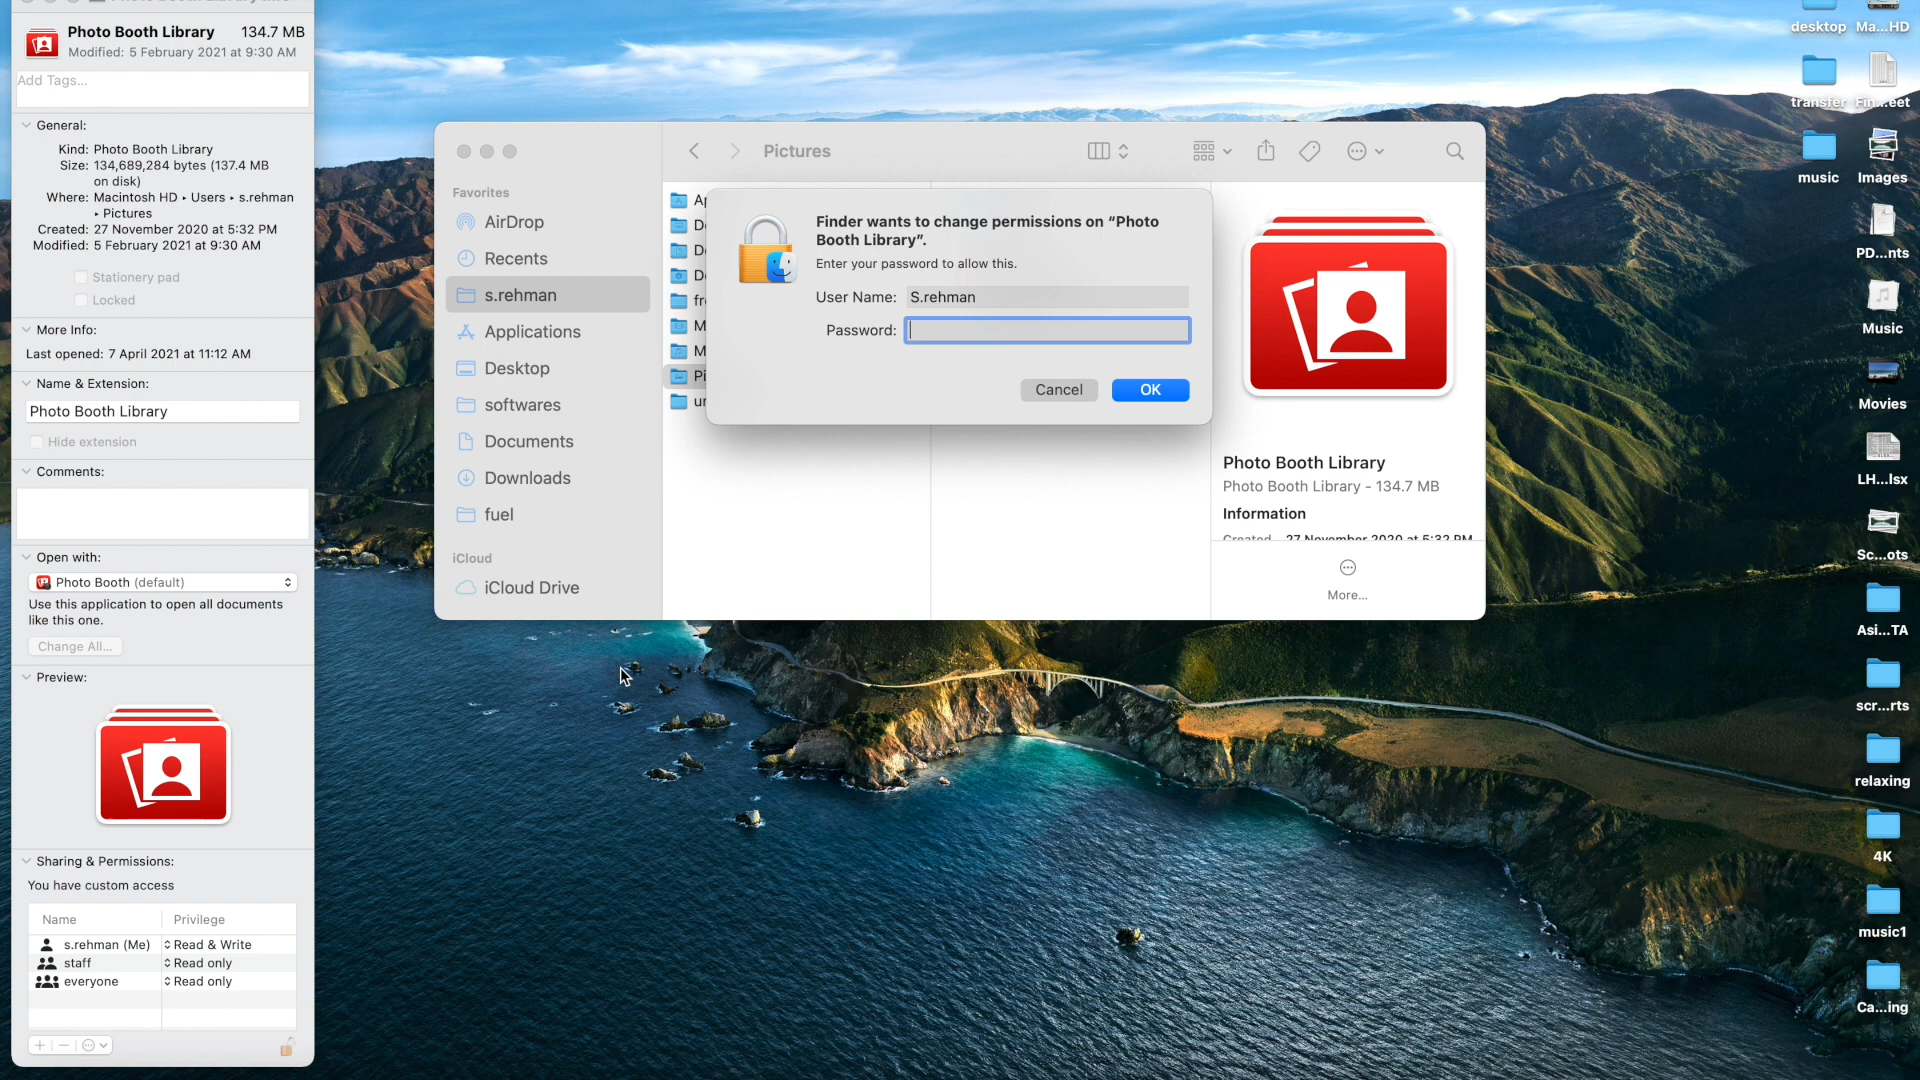 Photo Booth Library 134.7 MB
Modified: 5 February 2021 at 9:30 AM
Add Tags...
General:
Kind: Photo Booth Library
Size: 134,689,284 bytes (137.4 MB
on disk)
Where: Macintosh HD ▸ Users ▸ s.rehman
▸ Pictures
Created: 27 November 2020 at 5:32 PM
Modified: 5 February 2021 at 9:30 AM
Stationery pad
Locked
More Info:
Last opened: 7 April 2021 at 11:12 AM
Name & Extension:
Photo Booth Library
Hide extension
Comments:
Open with:
Photo Booth (default)
Use this application to open all documents
like this one.
Change All...
Preview:
Sharing & Permissions:
You have custom access
Name Privilege
s.rehman (Me) Read & Write
staff Read only
everyone Read only
Pictures
Favorites
AirDrop
Recents
s.rehman
Applications
Desktop
softwares
Documents
Downloads
fuel
iCloud
iCloud Drive
Finder wants to change permissions on “Photo
Booth Library”.
Enter your password to allow this.
User Name: S.rehman
Password:
Cancel OK
Photo Booth Library
Photo Booth Library - 134.7 MB
Information
Created 27 November 2020 at 5:32 PM
More...
desktop Ma...HD
transfer Fin...eet
music Images
PD...nts
Music
Movies
LH...lsx
Sc...ots
Asi...TA
scr...rts
relaxing
4K
music1
Ca...ing